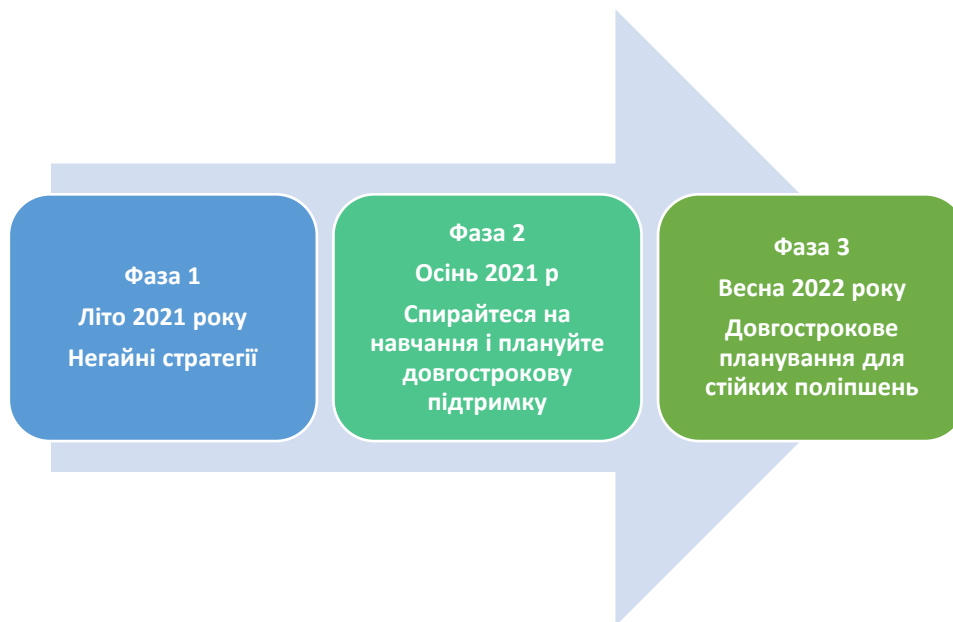 Фаза 1
Літо 2021 року
Негайні стратегії
Фаза 2
Осінь 2021 р
Спирайтеся на
навчання і плануйте
довгострокову
підтримку
Фаза 3
Весна 2022 року
Довгострокове
планування для
стійких поліпшень